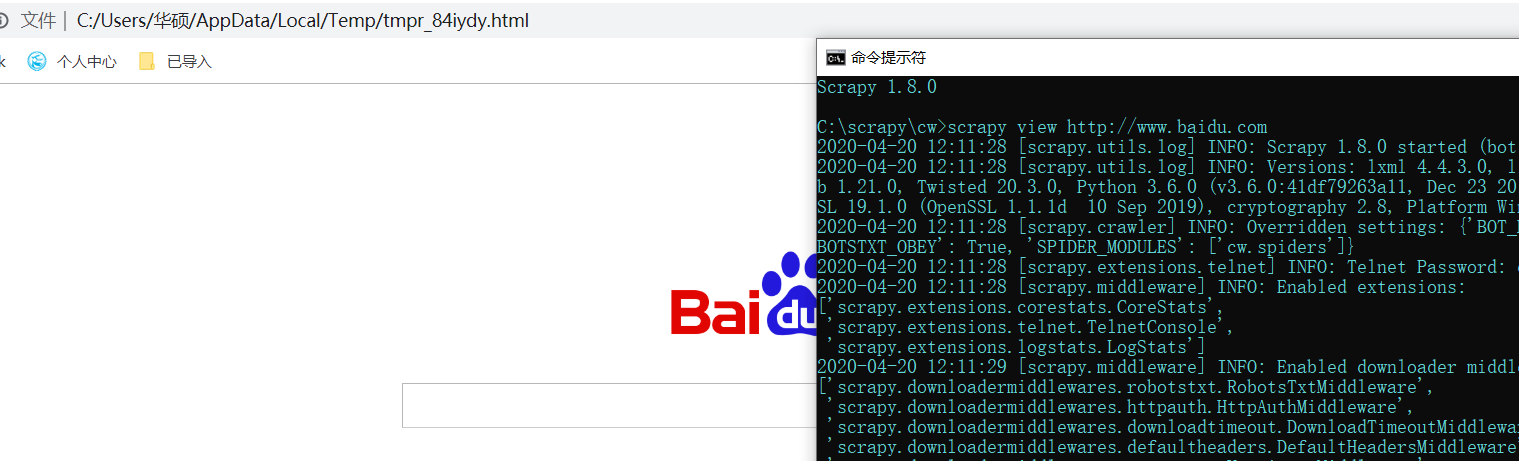 文件 | C:/Users/华硕/AppData/Local/Temp/tmpr_84iydy.html
k 个人中心 已导入
Bai du
命令提示符
Scrapy 1.8.0
C:\scrapy\cw>scrapy view http://www.baidu.com
2020-04-20 12:11:28 [scrapy.utils.log] INFO: Scrapy 1.8.0 started (bot
2020-04-20 12:11:28 [scrapy.utils.log] INFO: Versions: lxml 4.4.3.0, l
b 1.21.0, Twisted 20.3.0, Python 3.6.0 (v3.6.0:41df79263a11, Dec 23 20
SL 19.1.0 (OpenSSL 1.1.1d  10 Sep 2019), cryptography 2.8, Platform Win
2020-04-20 12:11:28 [scrapy.crawler] INFO: Overridden settings: {'BOT_
BOTSTXT_OBEY': True, 'SPIDER_MODULES': ['cw.spiders']}
2020-04-20 12:11:28 [scrapy.extensions.telnet] INFO: Telnet Password:
2020-04-20 12:11:28 [scrapy.middleware] INFO: Enabled extensions:
['scrapy.extensions.corestats.CoreStats',
'scrapy.extensions.telnet.TelnetConsole',
'scrapy.extensions.logstats.LogStats']
2020-04-20 12:11:29 [scrapy.middleware] INFO: Enabled downloader middle
['scrapy.downloadermiddlewares.robotstxt.RobotsTxtMiddleware',
'scrapy.downloadermiddlewares.httpauth.HttpAuthMiddleware',
'scrapy.downloadermiddlewares.downloadtimeout.DownloadTimeoutMiddlewa
'scrapy.downloadermiddlewares.defaultheaders.DefaultHeadersMiddleware'